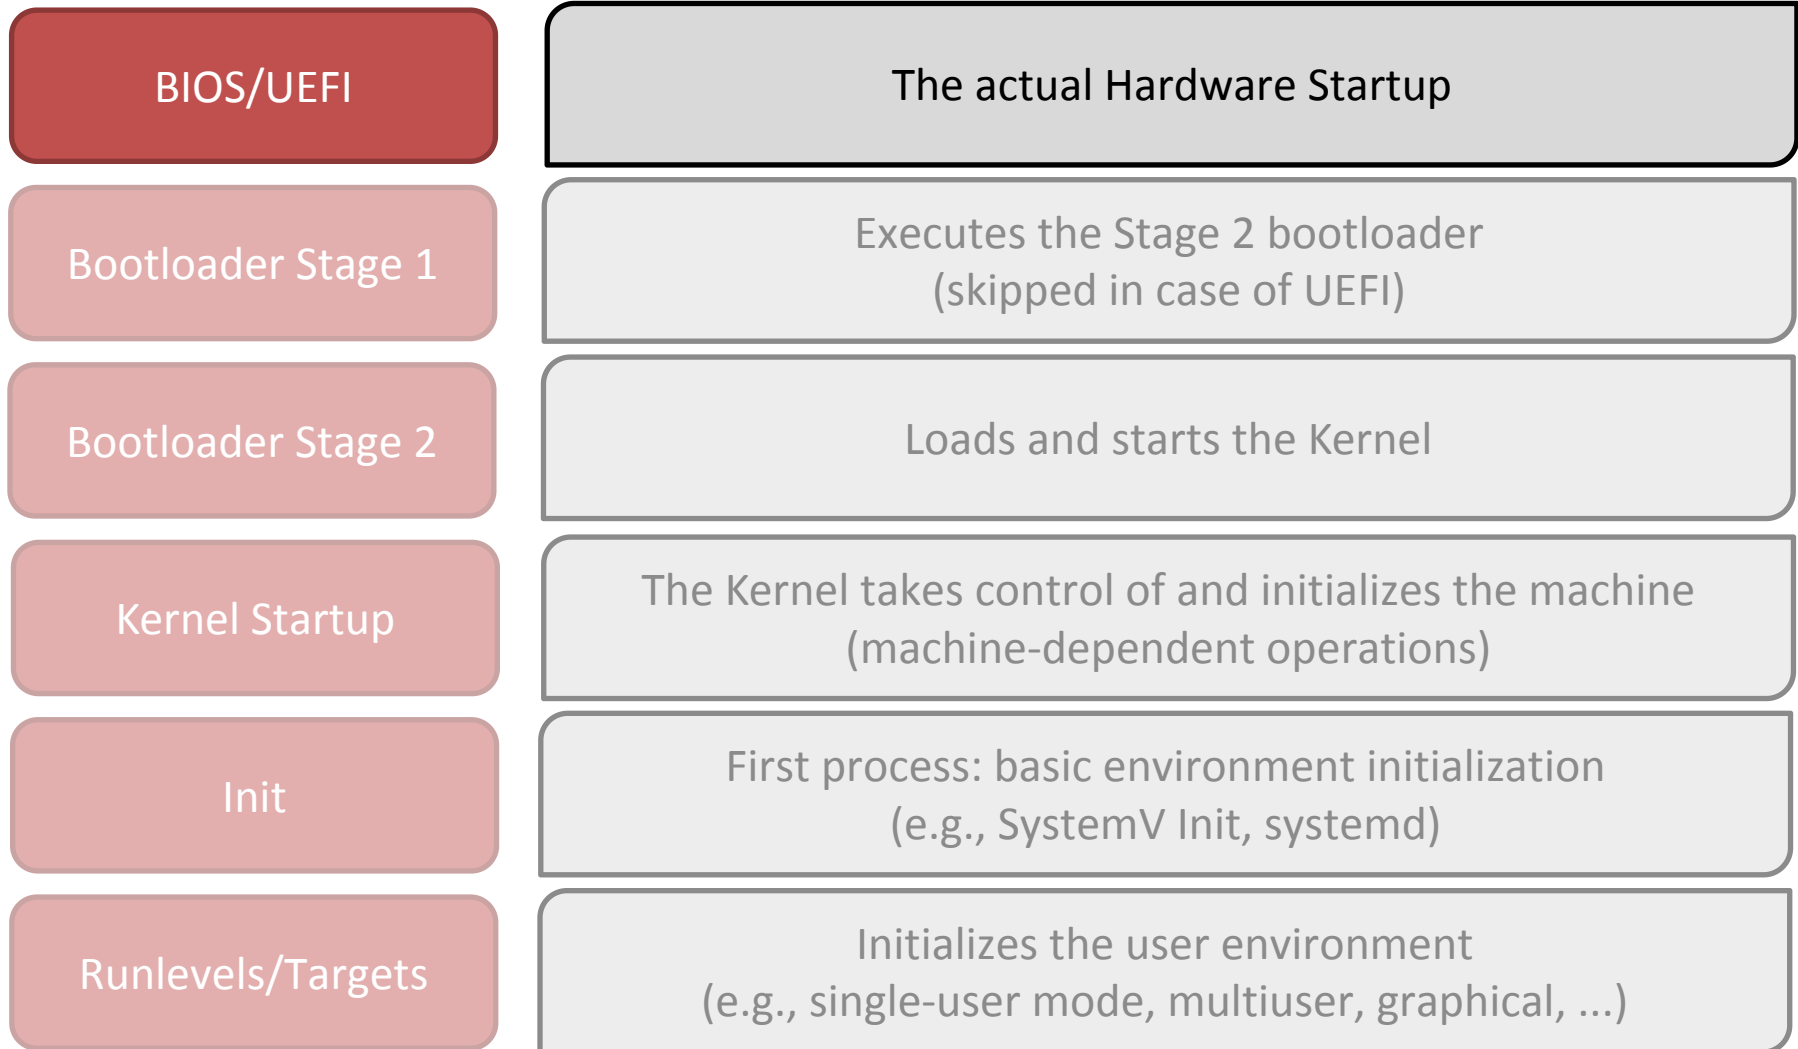 BIOS/UEFI
The actual Hardware Startup
Bootloader Stage 1
Executes the Stage 2 bootloader
(skipped in case of UEFI)
Bootloader Stage 2
Loads and starts the Kernel
Kernel Startup
The Kernel takes control of and initializes the machine
(machine-dependent operations)
Init
First process: basic environment initialization
(e.g., SystemV Init, systemd)
Runlevels/Targets
Initializes the user environment
(e.g., single-user mode, multiuser, graphical, ...)